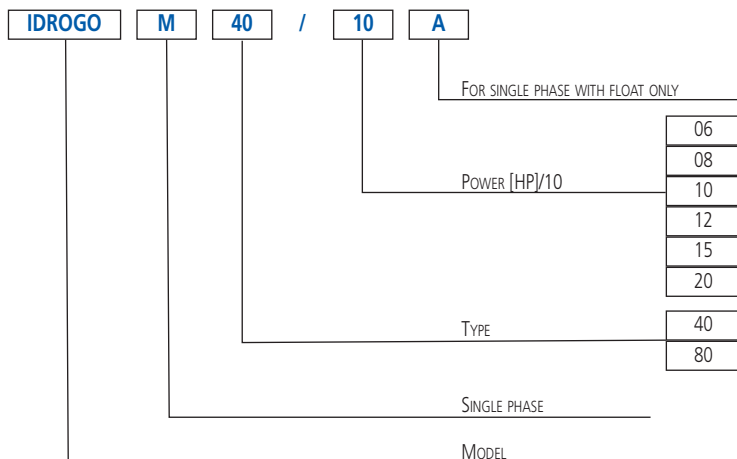 IDROGO M 40 / 10 A
FOR SINGLE PHASE WITH FLOAT ONLY
06
08
POWER [HP]/10
10
12
15
20
TYPE
40
80
SINGLE PHASE
MODEL